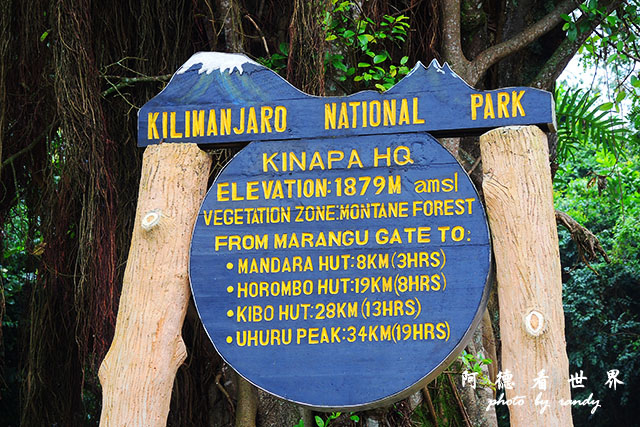 KILIMANJARO NATIONAL PARK
KINAPA HQ
ELEVATION:1879M amsl
VEGETATION ZONE:MONTANE FOREST
FROM MARANGU GATE TO:
• MANDARA HUT:8KM(3HRS)
• HOROMBO HUT:19KM(8HRS)
• KIBO HUT:28KM(13HRS)
• UHURU PEAK:34KM(19HRS)
阿德看世界
photo by randy